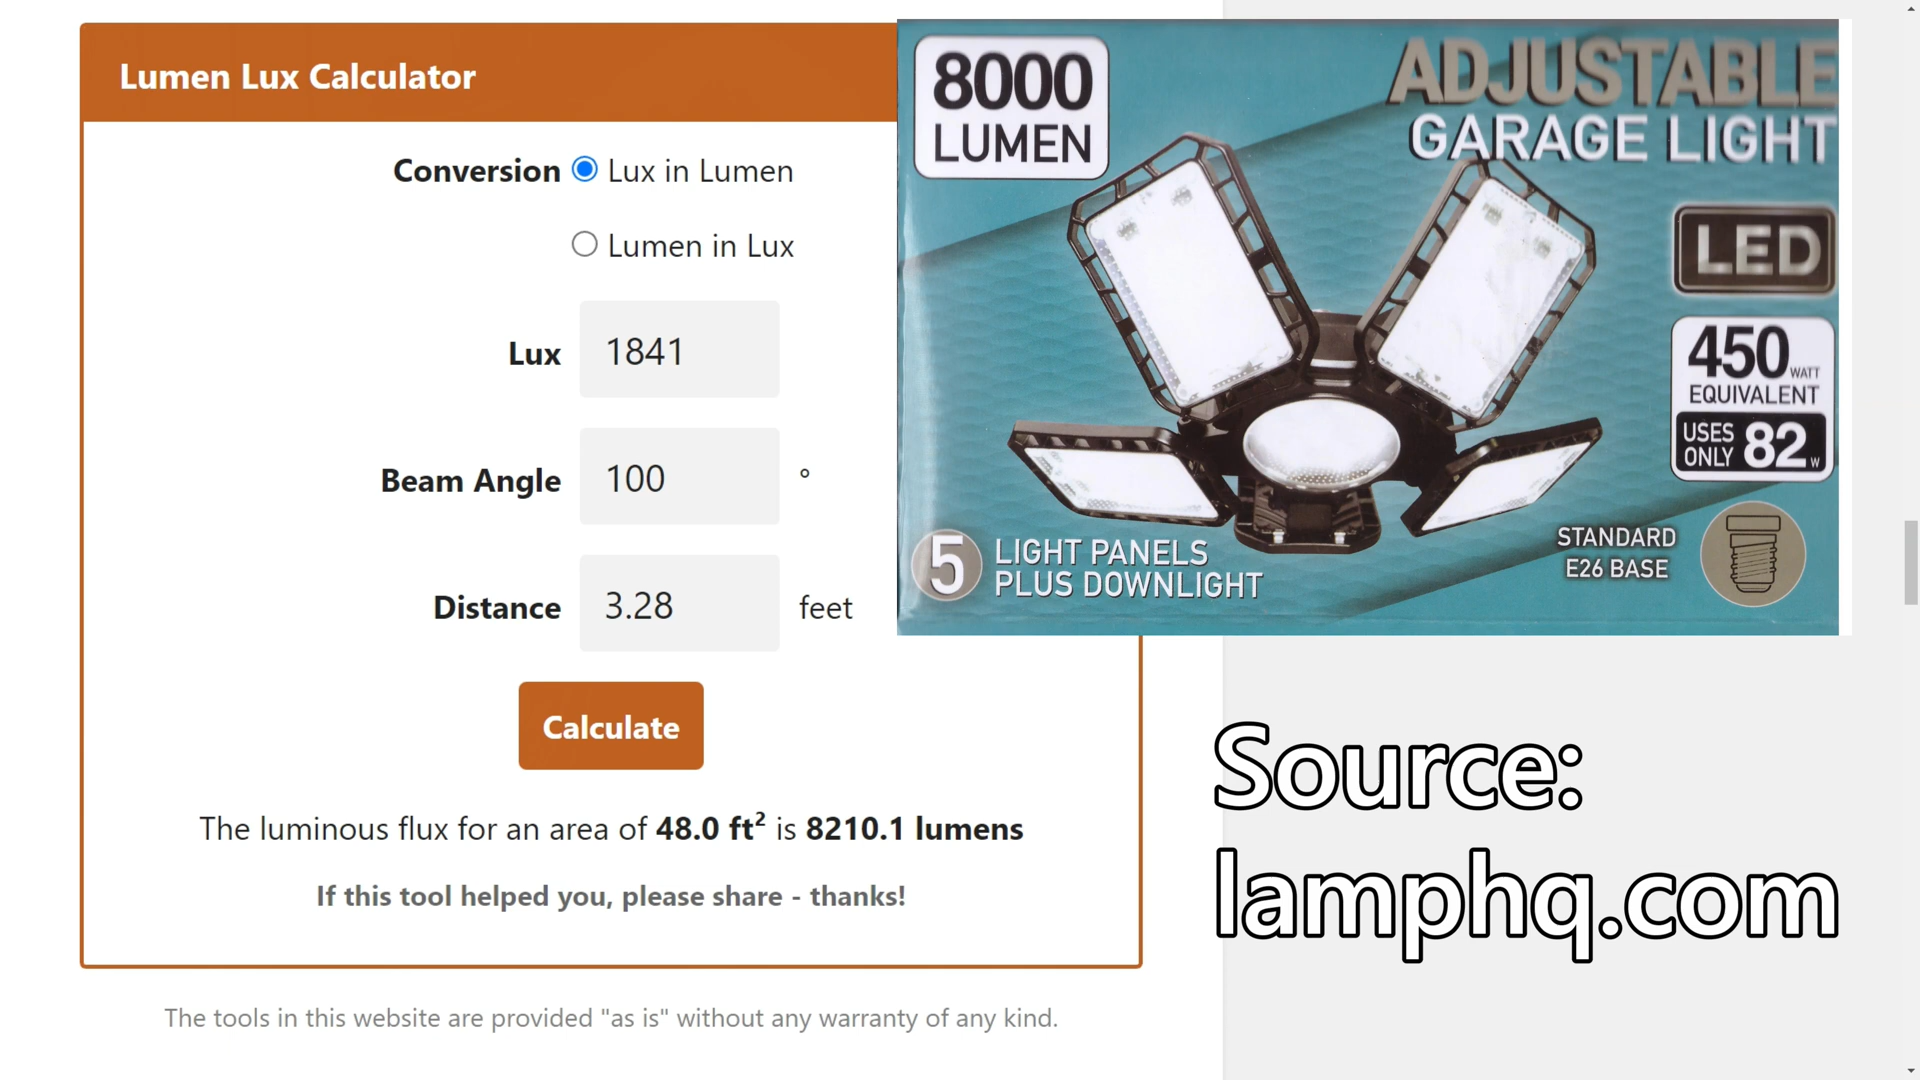 Lumen Lux Calculator
Conversion
Lux in Lumen
Lumen in Lux
Lux
1841
Beam Angle
100
°
Distance
3.28
feet
Calculate
The luminous flux for an area of 48.0 ft² is 8210.1 lumens
If this tool helped you, please share - thanks!
The tools in this website are provided "as is" without any warranty of any kind.
8000
LUMEN
ADJUSTABLE
GARAGE LIGHT
LED
450 WATT
EQUIVALENT
USES
ONLY 82 W
5 LIGHT PANELS
PLUS DOWNLIGHT
STANDARD
E26 BASE
Source:
lamphq.com